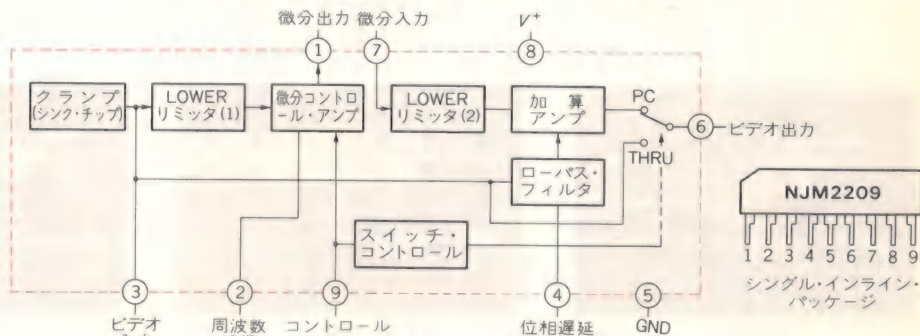 微分出力 微分入力 V⁺
① ⑦ ⑧
クランプ
(シンク・チップ)
LOWER
リミッタ(1)
微分コントロ
ール・アンプ
LOWER
リミッタ(2)
加算
アンプ
PC
THRU
⑥ ビデオ出力
ローパス・
フィルタ
スイッチ・
コントロール
③ ② ⑨ ④ ⑤
ビデオ
周波数
コントロール
位相遅延
GND
NJM2209
1 2 3 4 5 6 7 8 9
シングル・インライン・
パッケージ